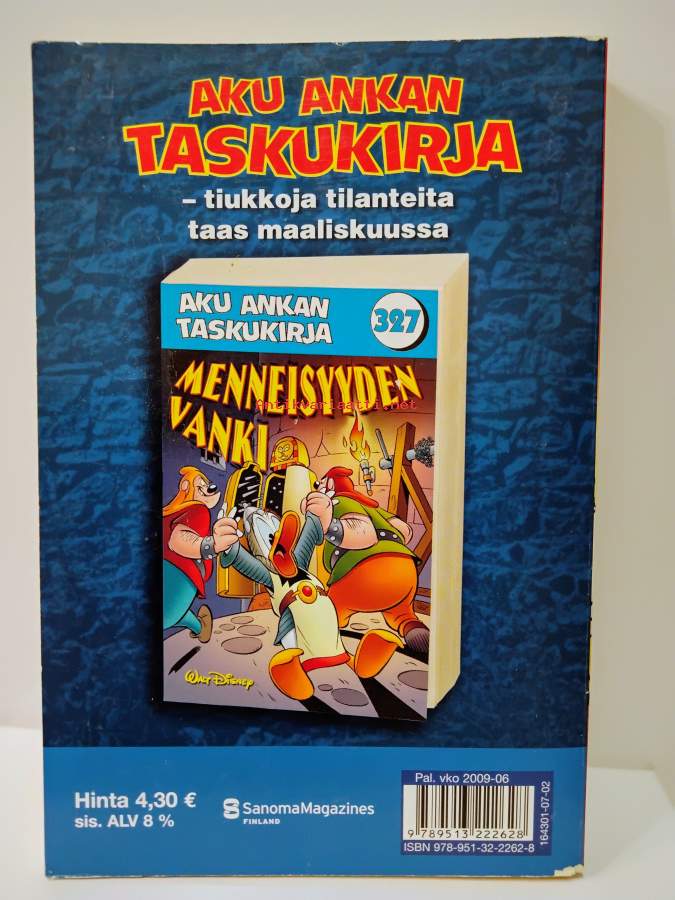 AKU ANKAN
TASKUKIRJA
– tiukkoja tilanteita
taas maaliskuussa
AKU ANKAN
TASKUKIRJA
327
MENNEISYYDEN
VANKI
Antikvariaatti.net
WALT DISNEY
Hinta 4,30 €
sis. ALV 8 %
SanomaMagazines
FINLAND
Pal. vko 2009-06
9 789513 222628
ISBN 978-951-32-2262-8
164301-07-02